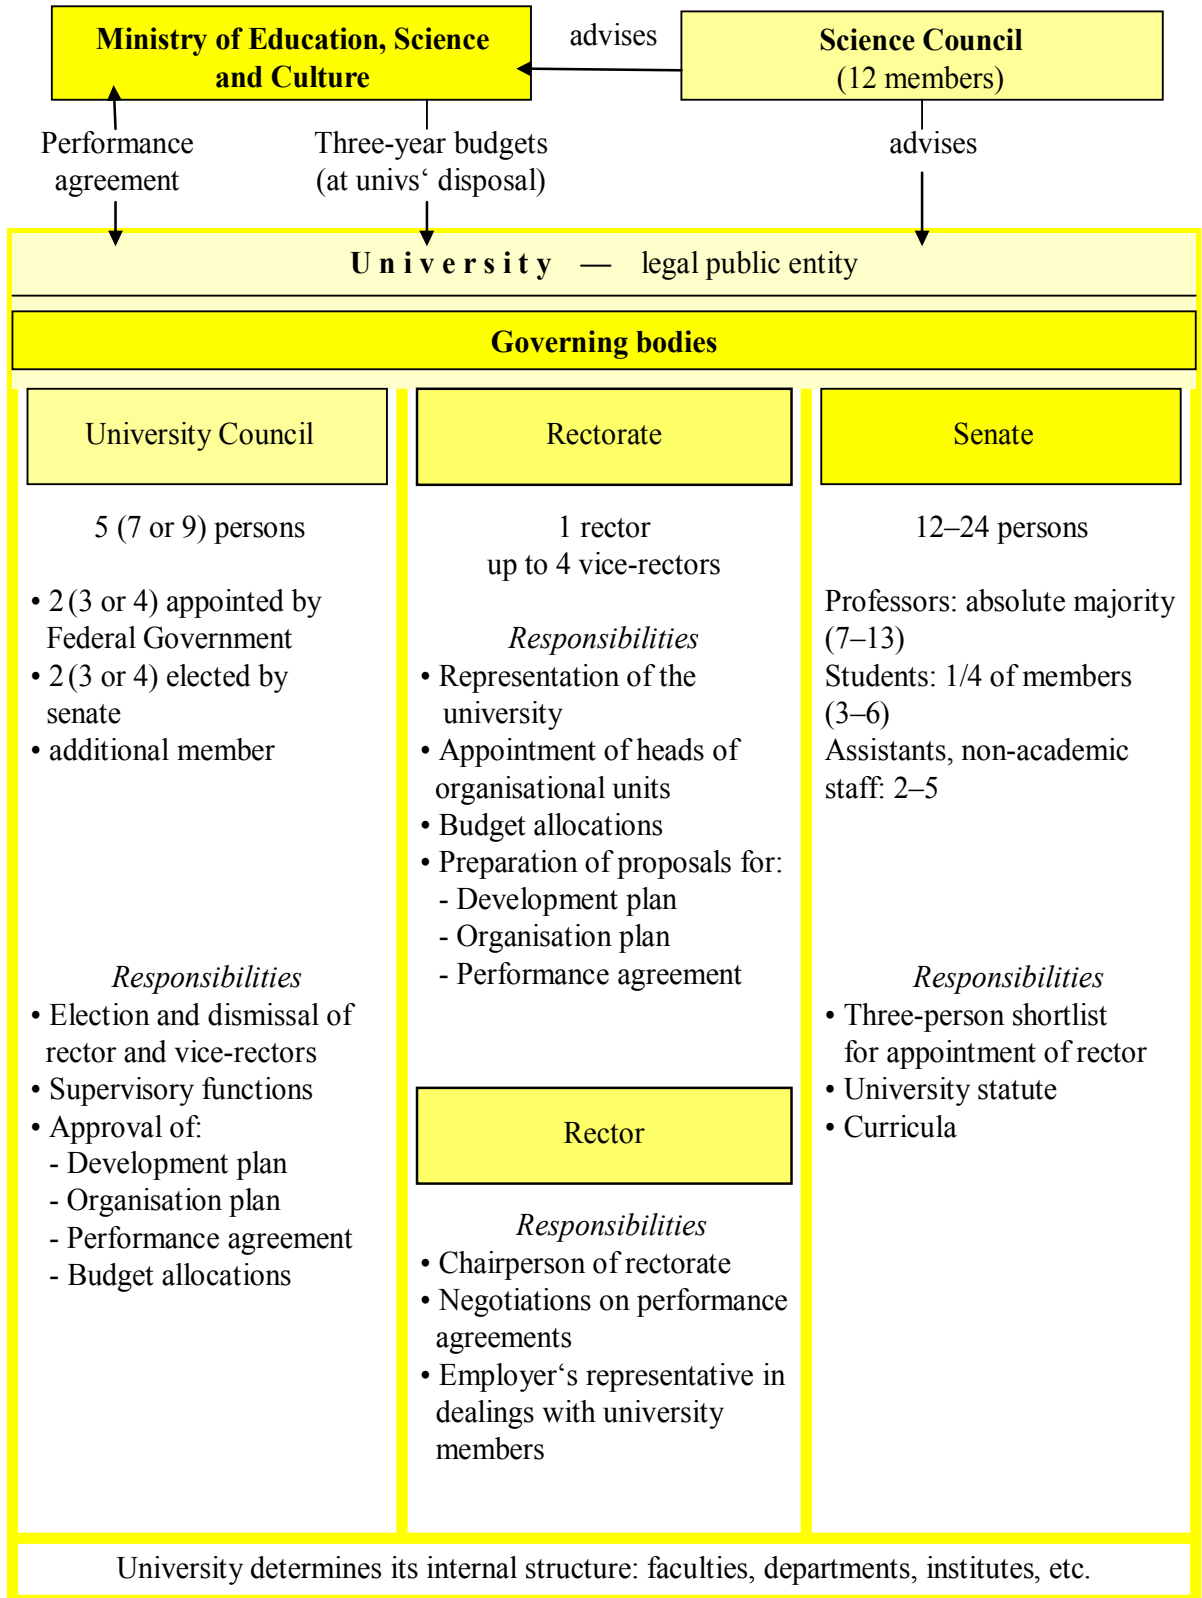 Ministry of Education, Science
and Culture
advises
Science Council
(12 members)
Performance
agreement
Three-year budgets
(at univs‘ disposal)
advises
University — legal public entity
Governing bodies
University Council
5 (7 or 9) persons
• 2 (3 or 4) appointed by
Federal Government
• 2 (3 or 4) elected by
senate
• additional member
Responsibilities
• Election and dismissal of
rector and vice-rectors
• Supervisory functions
• Approval of:
- Development plan
- Organisation plan
- Performance agreement
- Budget allocations
Rectorate
1 rector
up to 4 vice-rectors
Responsibilities
• Representation of the
university
• Appointment of heads of
organisational units
• Budget allocations
• Preparation of proposals for:
- Development plan
- Organisation plan
- Performance agreement
Rector
Responsibilities
• Chairperson of rectorate
• Negotiations on performance
agreements
• Employer‘s representative in
dealings with university
members
Senate
12–24 persons
Professors: absolute majority
(7–13)
Students: 1/4 of members
(3–6)
Assistants, non-academic
staff: 2–5
Responsibilities
• Three-person shortlist
for appointment of rector
• University statute
• Curricula
University determines its internal structure: faculties, departments, institutes, etc.